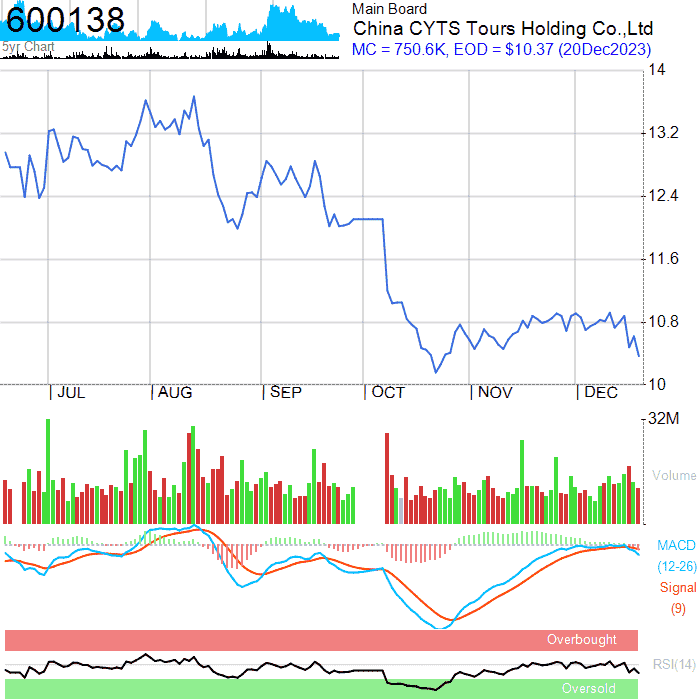 600138
5yr Chart
Main Board
China CYTS Tours Holding Co.,Ltd
MC = 750.6K, EOD = $10.37 (20Dec2023)
14
13.2
12.4
11.6
10.8
10
JUL AUG SEP OCT NOV DEC
32M
Volume
MACD
(12-26)
Signal
(9)
Overbought
RSI(14)
Oversold